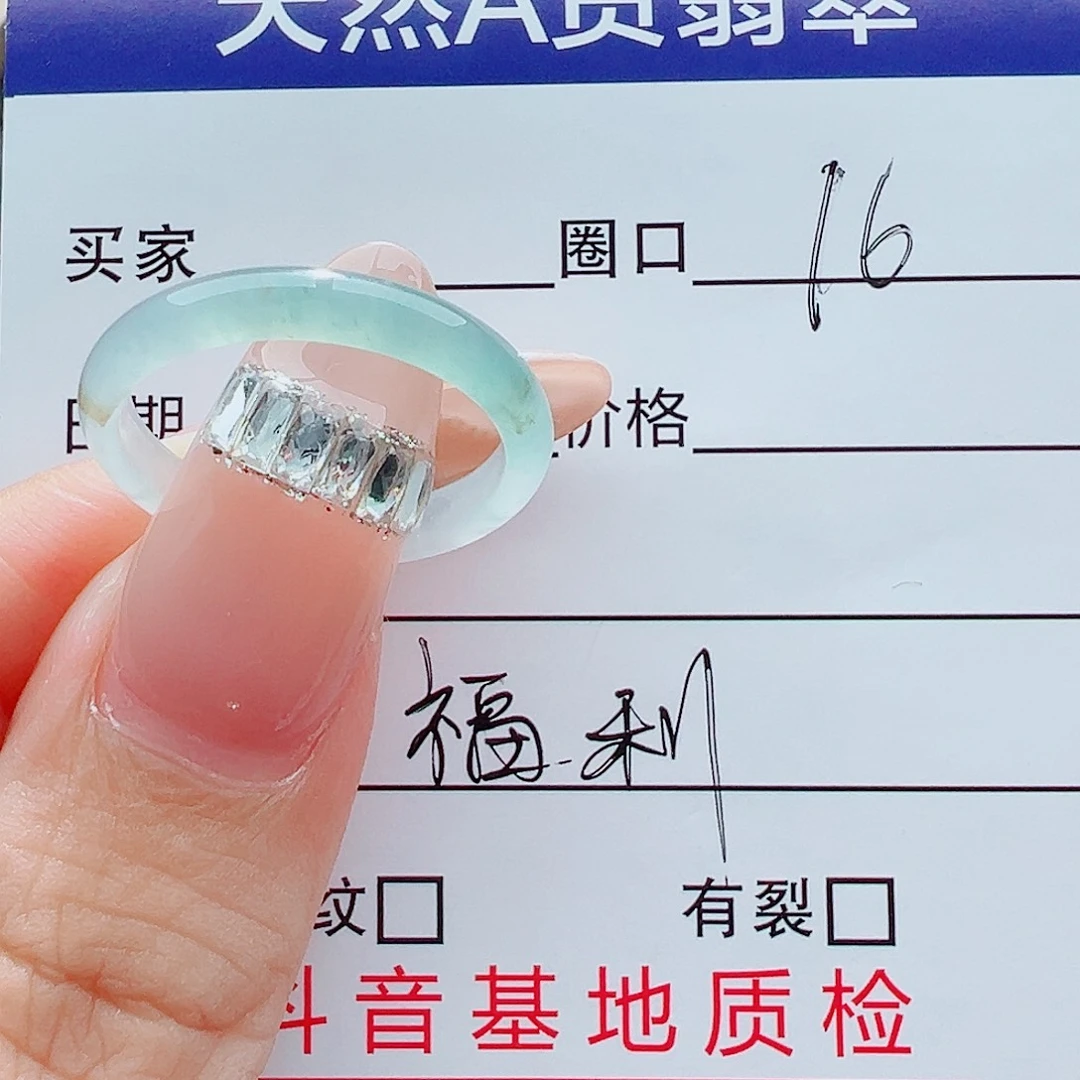 天然A货翡翠
买家 圈口 16
日期 价格
福利
纹□ 有裂□
抖音基地质检